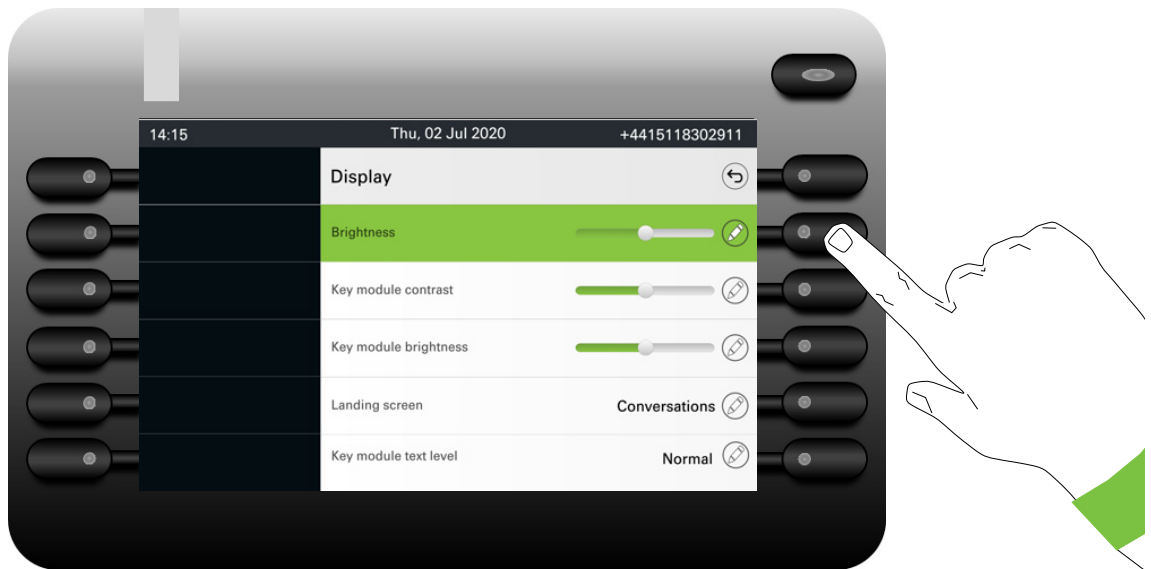 14:15 Thu, 02 Jul 2020 +4415118302911
Display
Brightness
Key module contrast
Key module brightness
Landing screen Conversations
Key module text level Normal